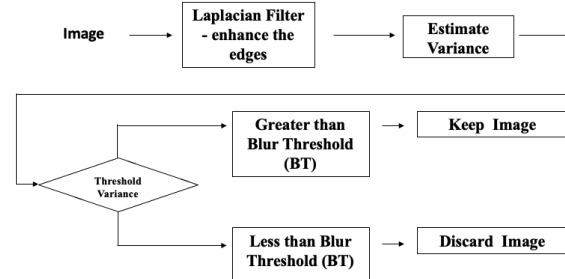 Image
Laplacian Filter
- enhance the
edges
Estimate
Variance
Threshold
Variance
Greater than
Blur Threshold
(BT)
Keep Image
Less than Blur
Threshold (BT)
Discard Image